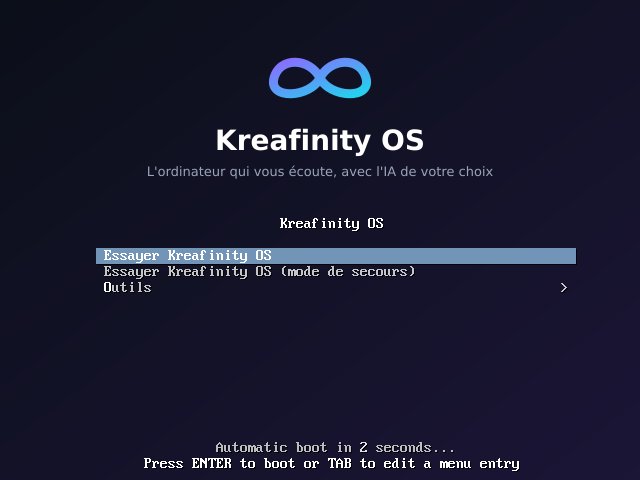 Kreafinity OS
L'ordinateur qui vous écoute, avec l'IA de votre choix
Kreafinity OS
Essayer Kreafinity OS
Essayer Kreafinity OS (mode de secours)
Outils >
Automatic boot in 2 seconds...
Press ENTER to boot or TAB to edit a menu entry